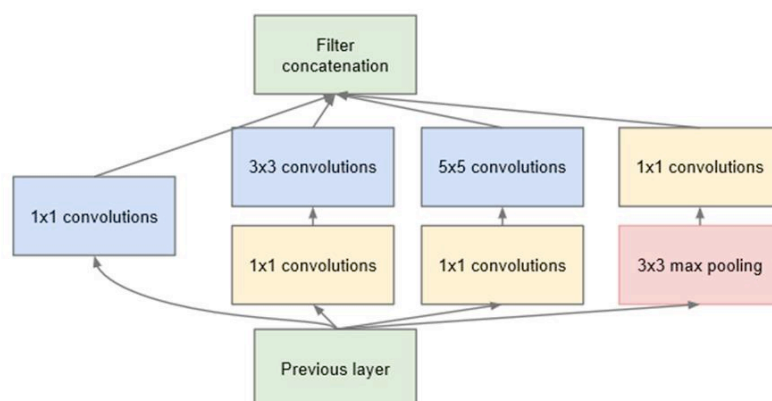 Filter
concatenation
3x3 convolutions
5x5 convolutions
1x1 convolutions
1x1 convolutions
1x1 convolutions
1x1 convolutions
3x3 max pooling
Previous layer